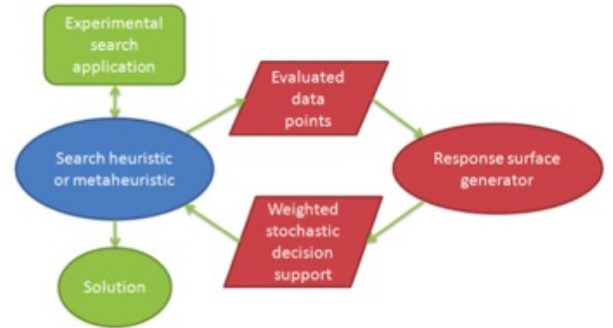 Experimental
search
application
Evaluated
data
points
Search heuristic
or metaheuristic
Response surface
generator
Weighted
stochastic
decision
support
Solution